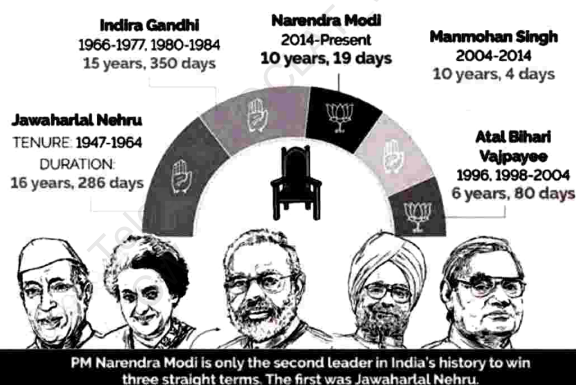 Indira Gandhi
1966-1977, 1980-1984
15 years, 350 days
Narendra Modi
2014-Present
10 years, 19 days
Manmohan Singh
2004-2014
10 years, 4 days
Jawaharlal Nehru
TENURE: 1947-1964
DURATION:
16 years, 286 days
Atal Bihari
Vajpayee
1996, 1998-2004
6 years, 80 days
PM Narendra Modi is only the second leader in India's history to win
three straight terms. The first was Jawaharlal Nehru.